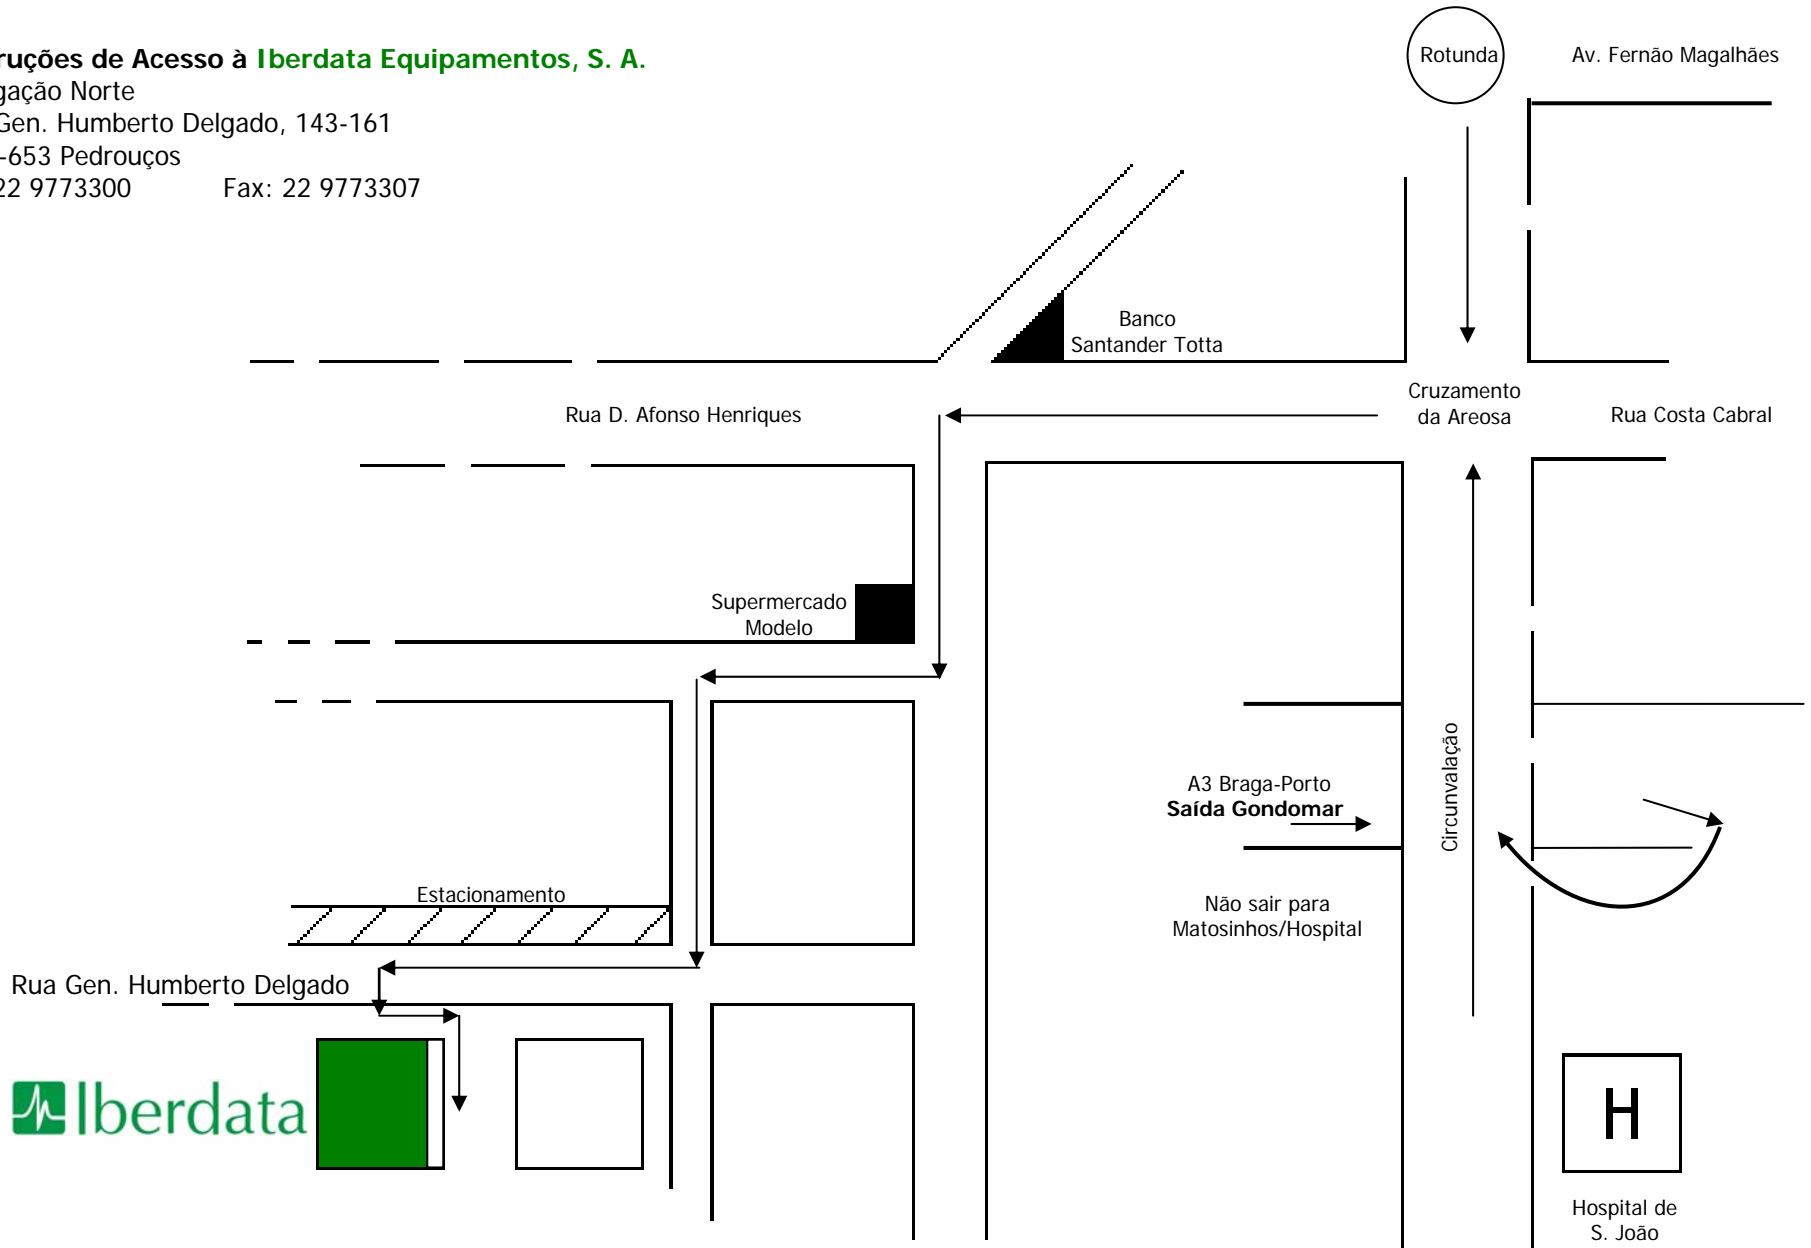 ruções de Acesso à Iberdata Equipamentos, S. A.
gação Norte
Gen. Humberto Delgado, 143-161
-653 Pedrouços
22 9773300 Fax: 22 9773307
Rotunda
Av. Fernão Magalhães
Banco
Santander Totta
Rua D. Afonso Henriques
Cruzamento
da Areosa
Rua Costa Cabral
Supermercado
Modelo
Circunvalação
A3 Braga-Porto
Saída Gondomar
Estacionamento
Não sair para
Matosinhos/Hospital
Rua Gen. Humberto Delgado
Iberdata
H
Hospital de
S. João